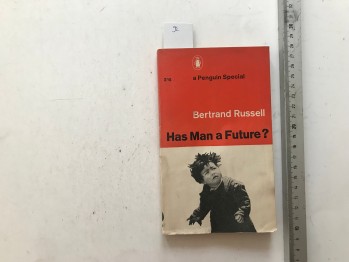 a Penguin Special
Bertrand Russell
Has Man a Future?